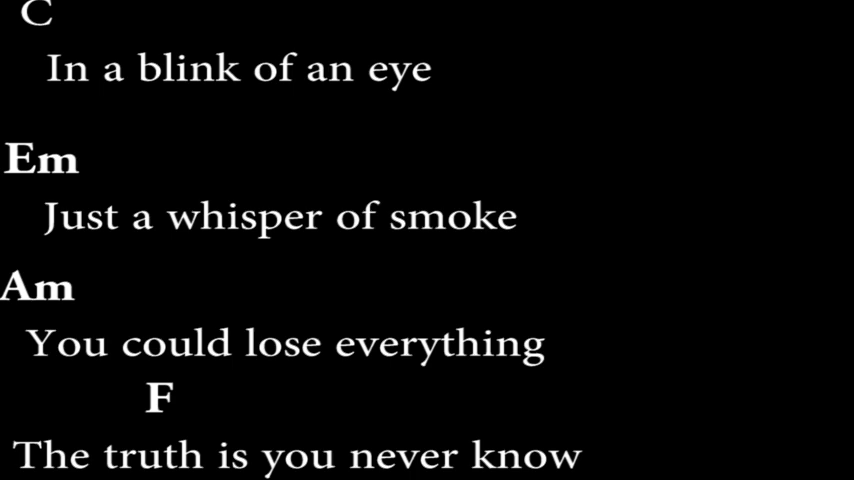 C
In a blink of an eye
Em
Just a whisper of smoke
Am
You could lose everything
F
The truth is you never know